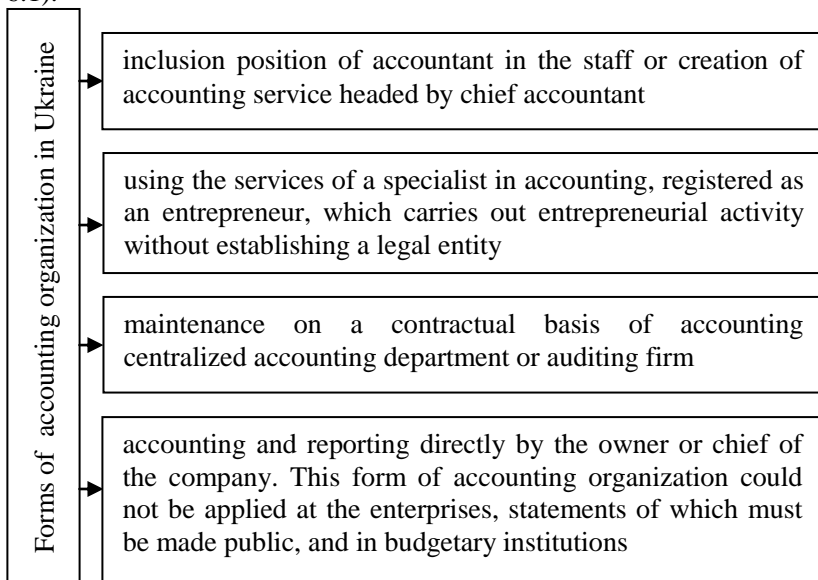 Forms of accounting organization in Ukraine
inclusion position of accountant in the staff or creation of
accounting service headed by chief accountant
using the services of a specialist in accounting, registered as
an entrepreneur, which carries out entrepreneurial activity
without establishing a legal entity
maintenance on a contractual basis of accounting
centralized accounting department or auditing firm
accounting and reporting directly by the owner or chief of
the company. This form of accounting organization could
not be applied at the enterprises, statements of which must
be made public, and in budgetary institutions